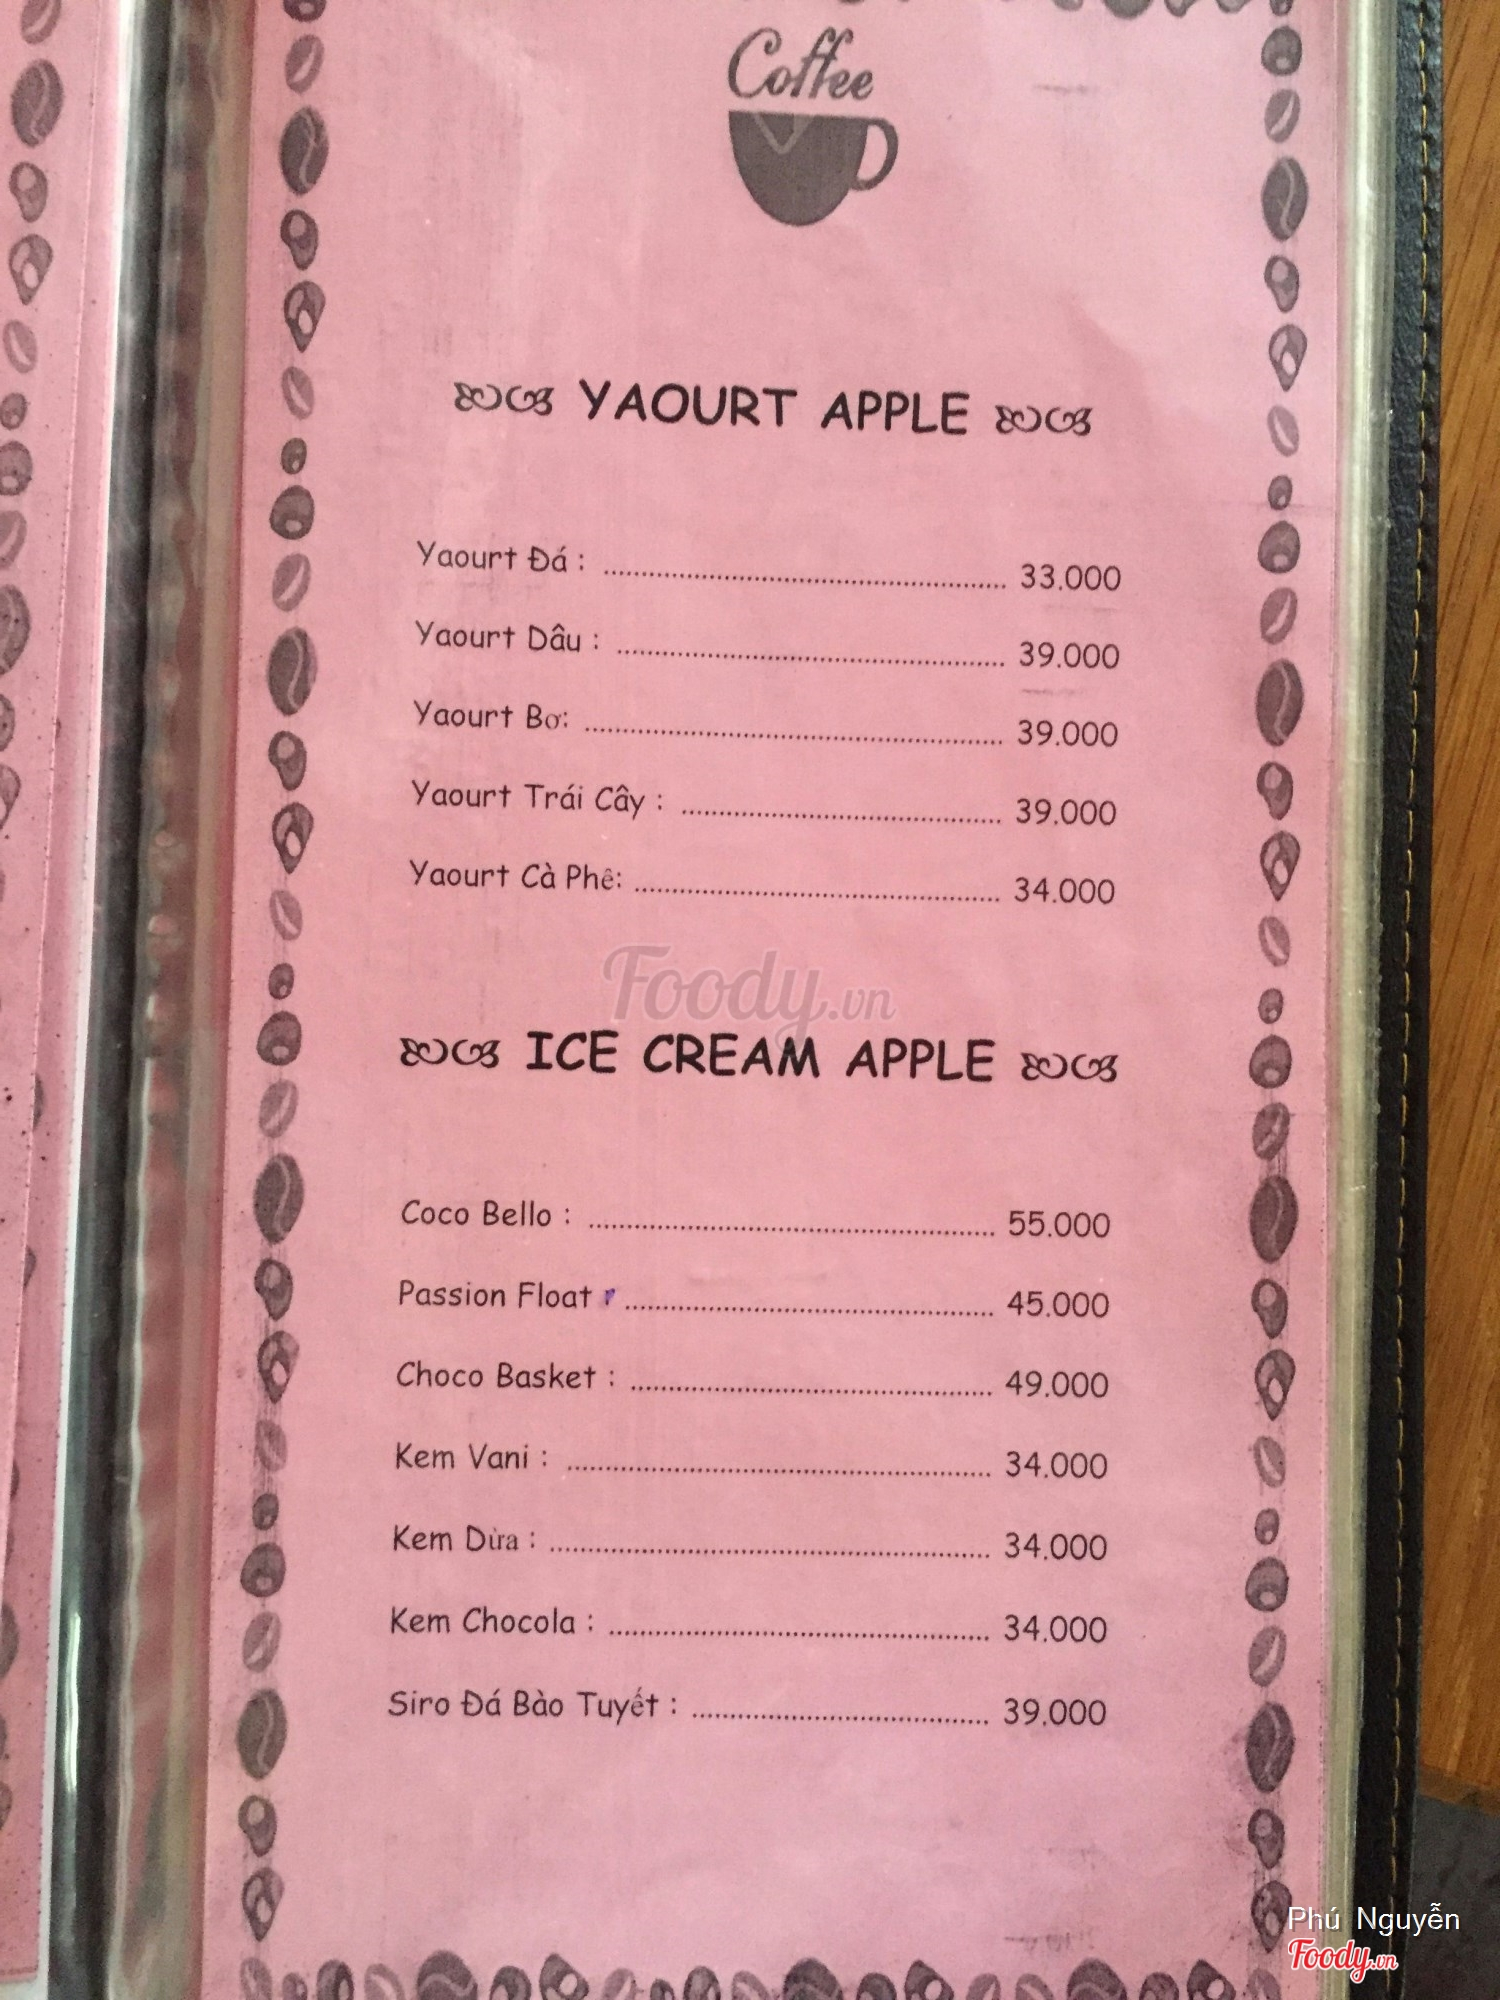 Coffee
YAOURT APPLE
Yaourt Đá : 33.000
Yaourt Dâu : 39.000
Yaourt Bơ: 39.000
Yaourt Trái Cây : 39.000
Yaourt Cà Phê: 34.000
Foody.vn
ICE CREAM APPLE
Coco Bello : 55.000
Passion Float 45.000
Choco Basket : 49.000
Kem Vani : 34.000
Kem Dừa : 34.000
Kem Chocola : 34.000
Siro Đá Bào Tuyết : 39.000
Phú Nguyễn
Foody.vn